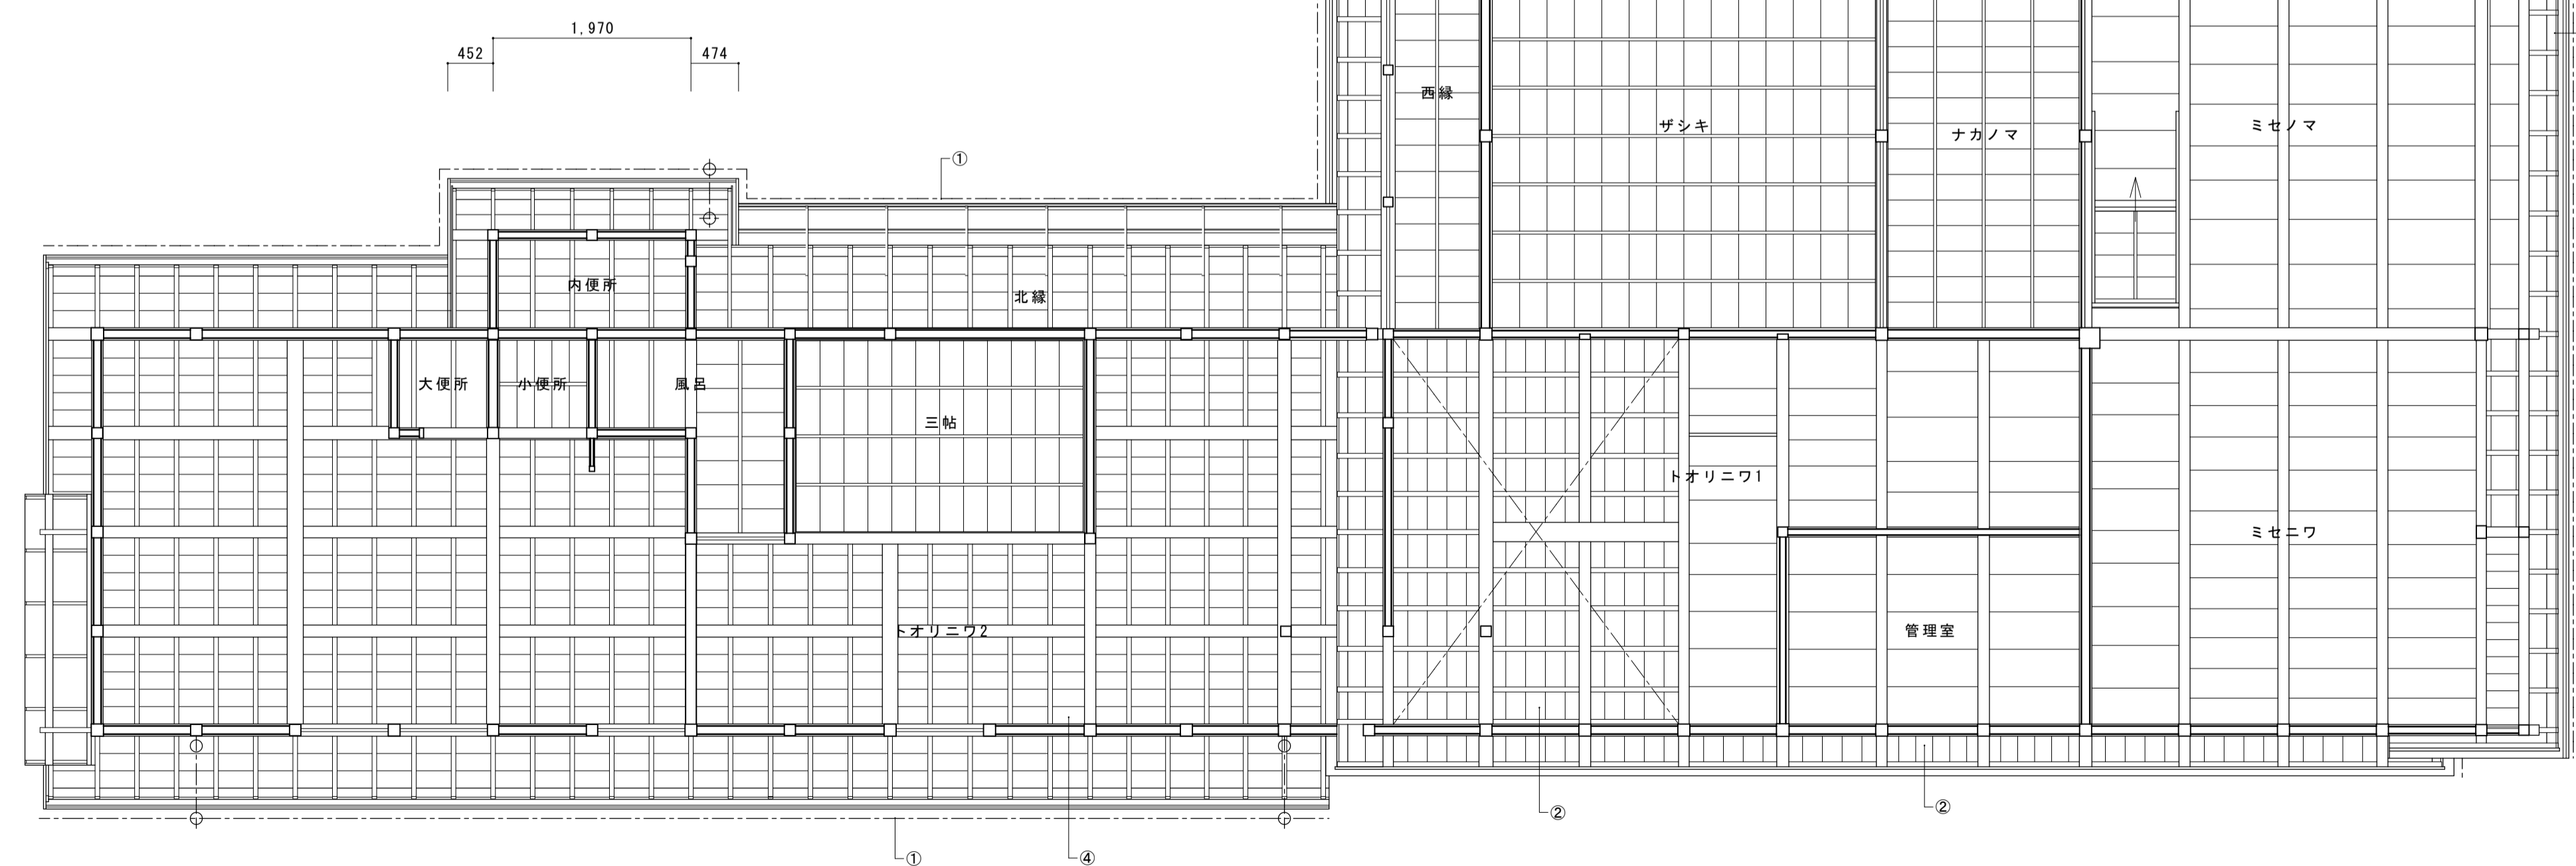 1,970
452
474
西縁
ザシキ
ナカノマ
ミセノマ
①
内便所
北縁
大便所
小便所
風呂
三帖
トオリニワ1
ミセニワ
トオリニワ2
管理室
②
②
①
④